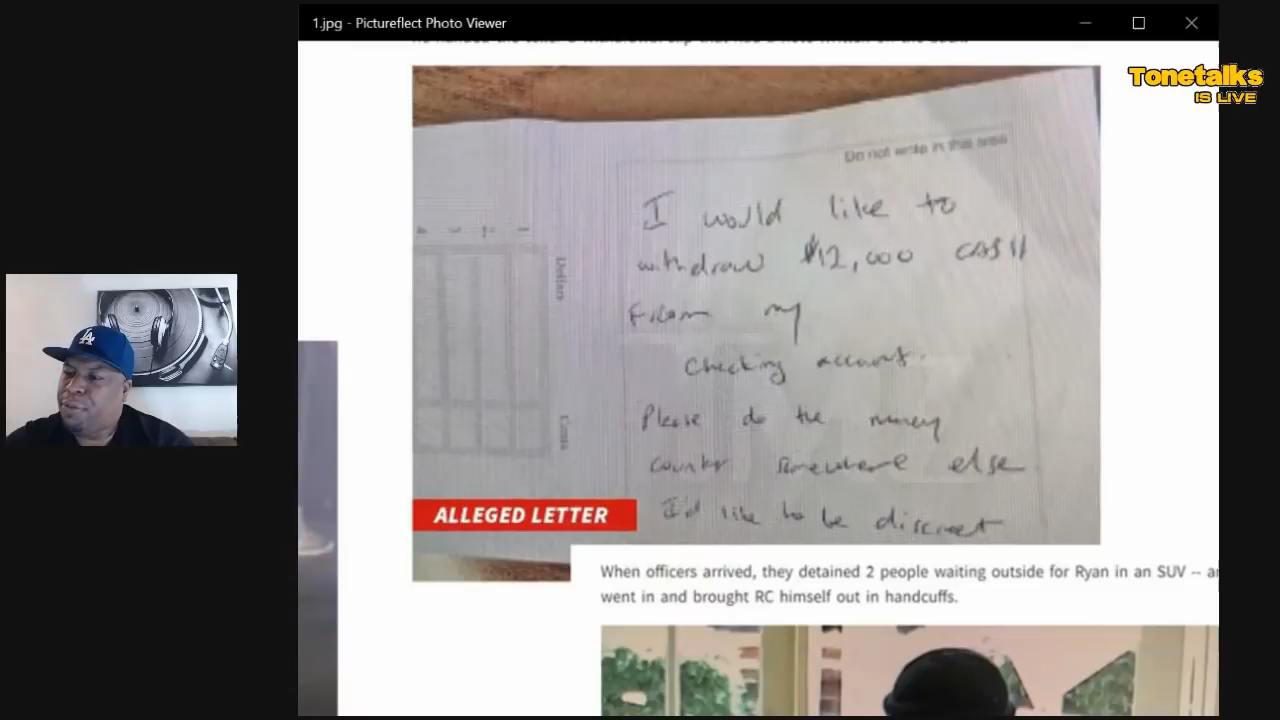 1.jpg - Pictureflect Photo Viewer
Tonetalks
IS LIVE
Do not write in this area
I would like to
withdraw $12,000 CASH
From my
Checking account.
Please do the money
counts somewhere else
I'd like to be discreet
Dollars
Cents
ALLEGED LETTER
When officers arrived, they detained 2 people waiting outside for Ryan in an SUV --
went in and brought RC himself out in handcuffs.